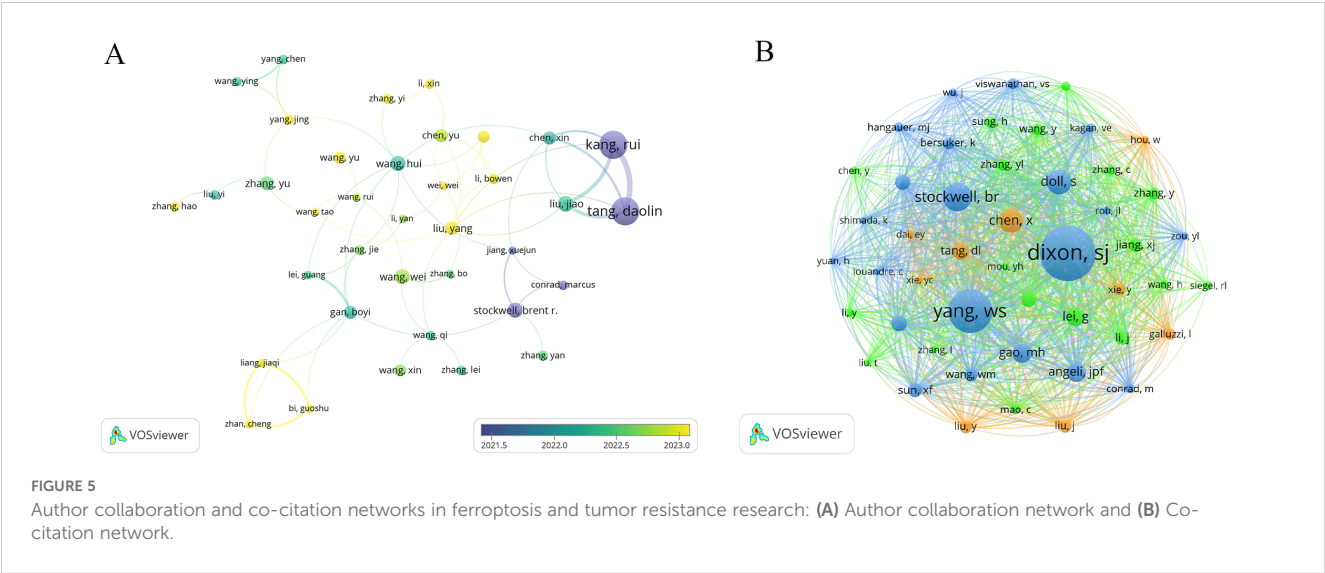 A
yang, chen
wang, ying
li, xin
zhang, yi
yang, jing
chen, yu
chen, xin
kang, rui
wang, yu
wang, hui
zhang, yu
liu, yi
wei, wei
li, bowen
wang, rui
zhang, hao
wang, tao
liu, jiao
tang, daolin
li, yan
liu, yang
zhang, jie
jiang, xuejun
lei, guang
wang, wei
zhang, bo
conrad, marcus
gan, boyi
stockwell, brent r.
wang, qi
zhang, yan
liang, jiaqi
wang, xin
zhang, lei
bi, guoshu
zhan, cheng
VOSviewer
2021.5 2022.0 2022.5 2023.0
B
viswanathan, vs
wu, j
hangauer, mj
sung, h
wang, y
kagan, ve
bersuker, k
hou, w
chen, y
zhang, yl
zhang, c
doll, s
zhang, y
stockwell, br
shimada, k
chen, x
rob, jl
dai, ey
zou, yl
tang, dl
dixon, sj
jiang, xj
yuan, h
louandre, c
mou, yh
xie, yc
xie, y
wang, h
siegel, rl
li, y
yang, ws
lei, g
li, j
galluzzi, l
zhang, l
gao, mh
liu, t
wang, wm
angeli, jpf
sun, xf
conrad, m
mao, c
liu, y
liu, j
VOSviewer
FIGURE 5
Author collaboration and co-citation networks in ferroptosis and tumor resistance research: (A) Author collaboration network and (B) Co-
citation network.